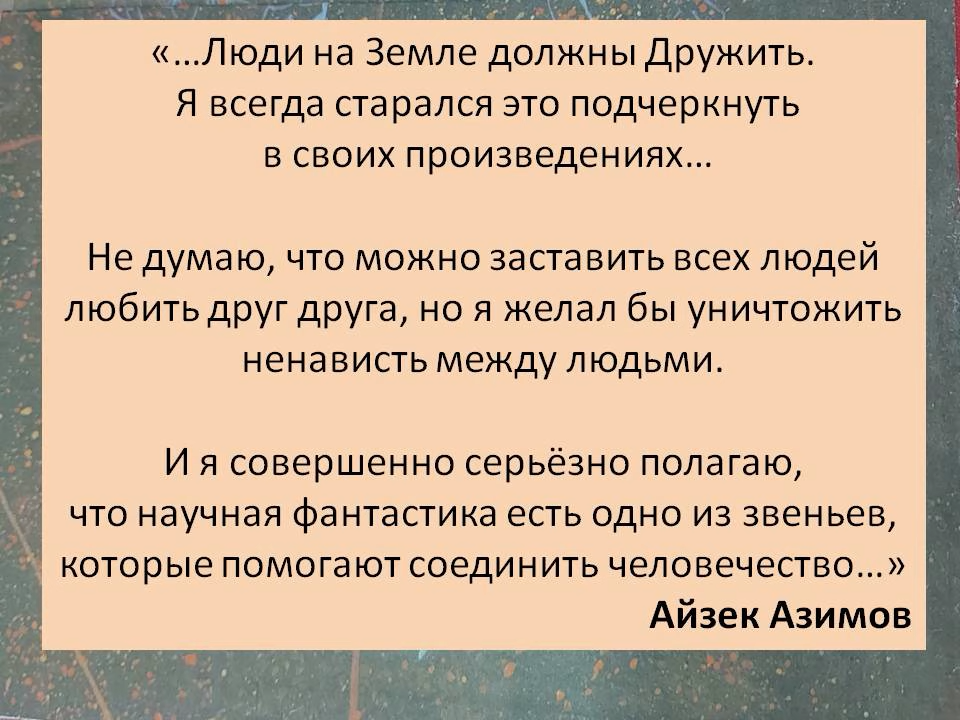 «...Люди на Земле должны Дружить.
Я всегда старался это подчеркнуть
в своих произведениях...
Не думаю, что можно заставить всех людей
любить друг друга, но я желал бы уничтожить
ненависть между людьми.
И я совершенно серьёзно полагаю,
что научная фантастика есть одно из звеньев,
которые помогают соединить человечество...»
Айзек Азимов